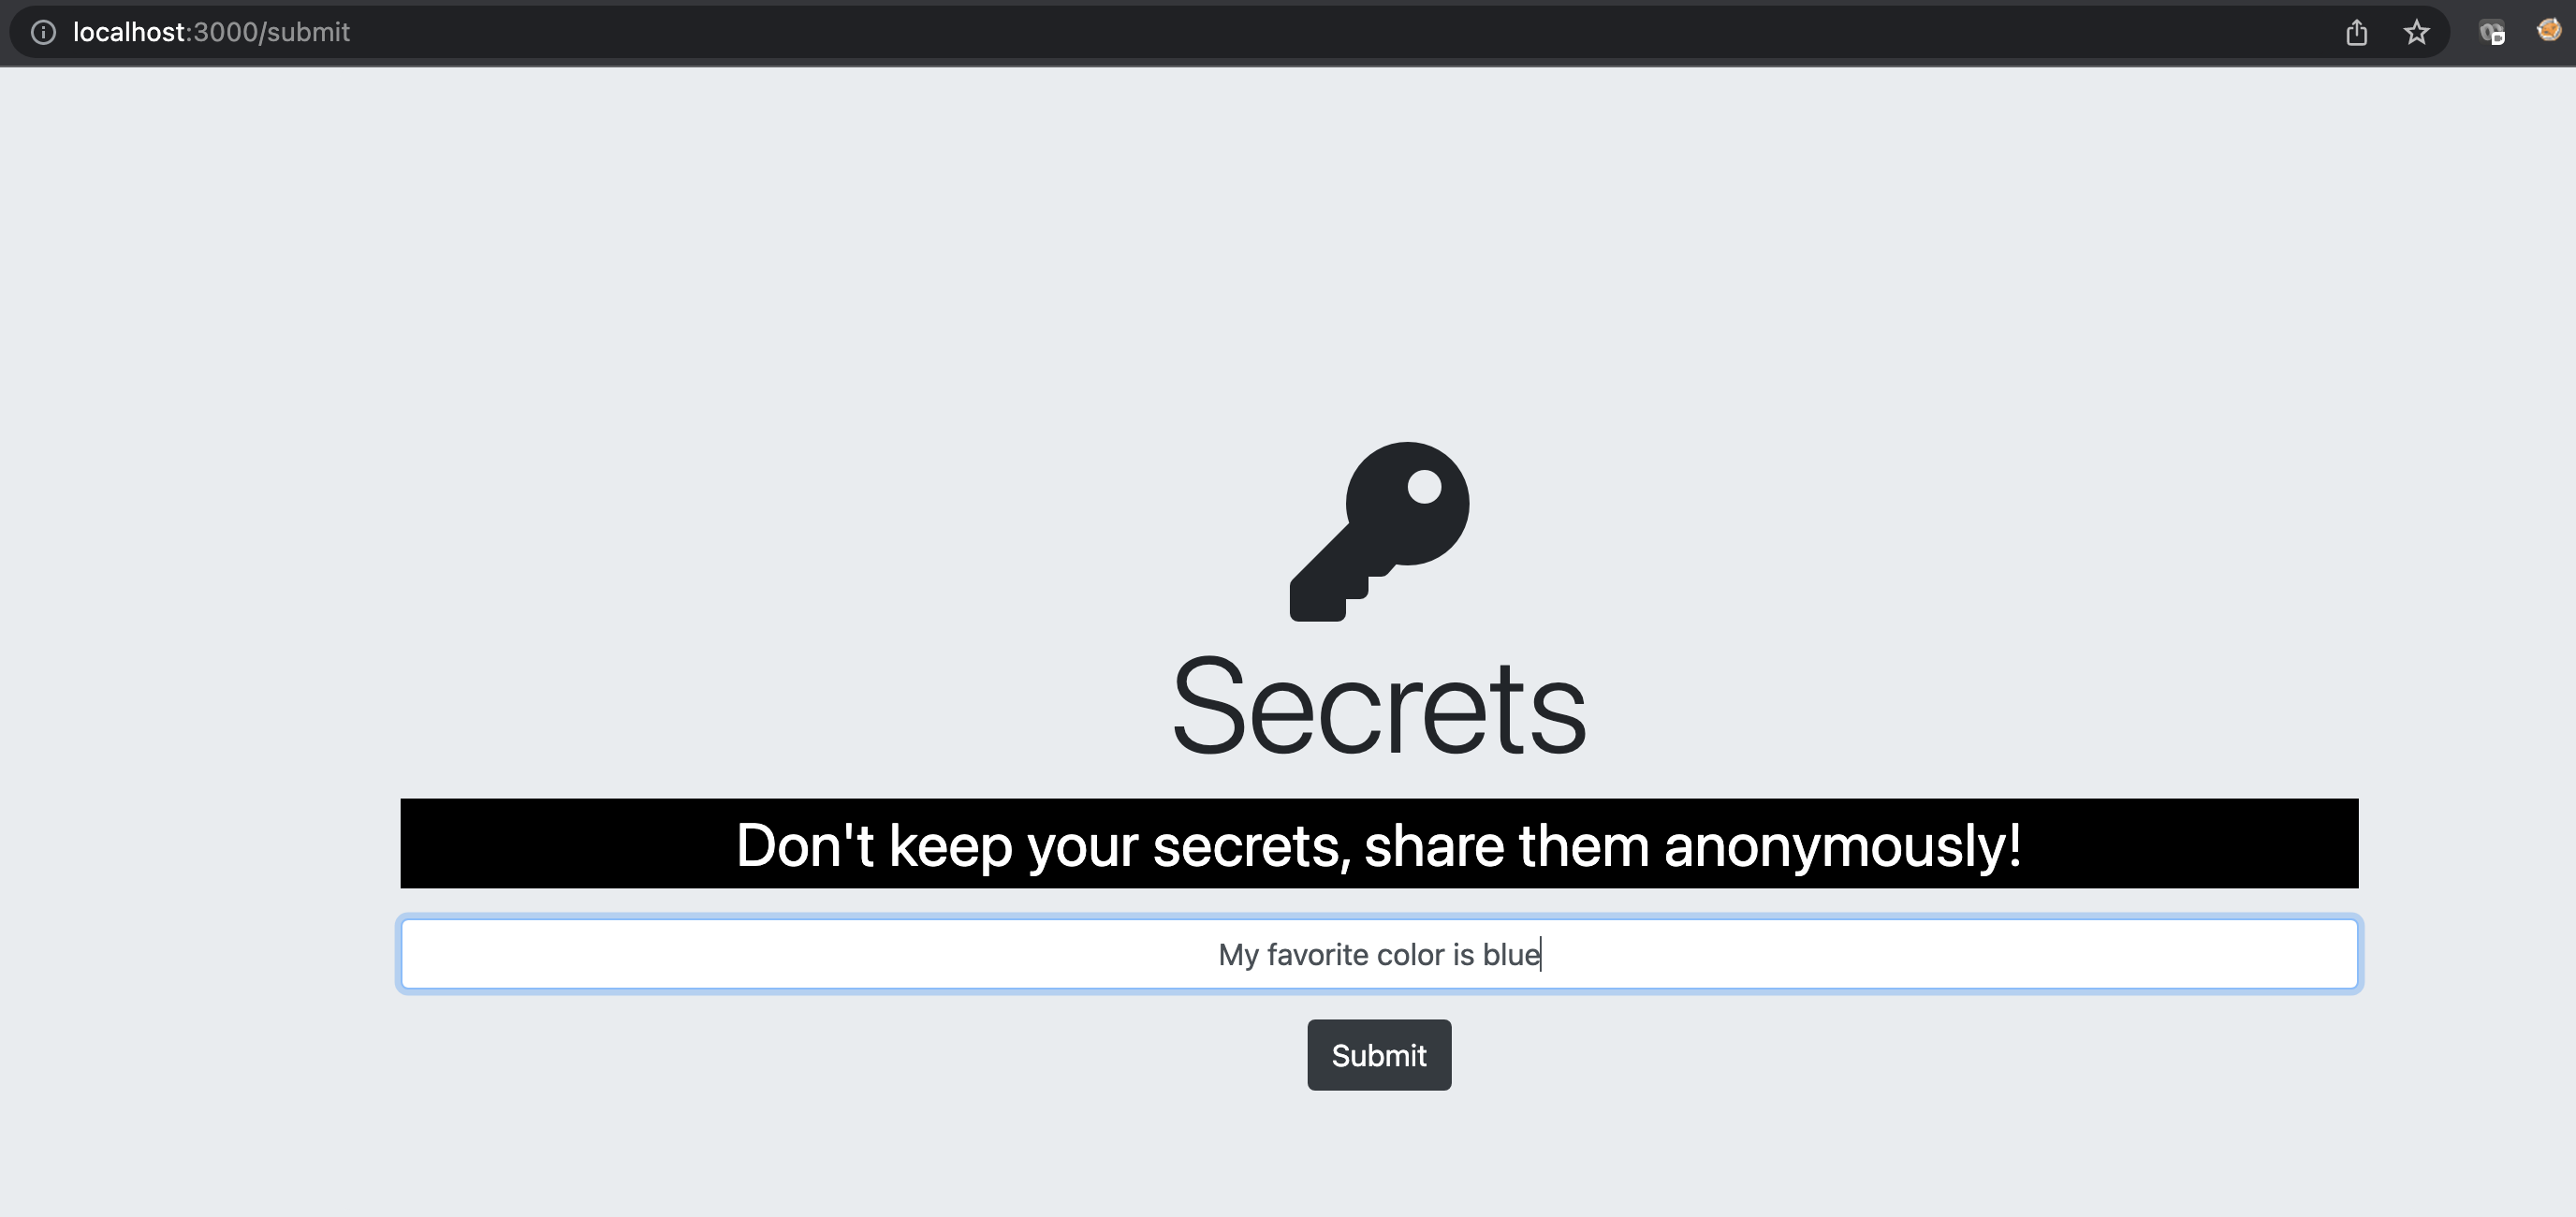 localhost:3000/submit
Secrets
Don't keep your secrets, share them anonymously!
My favorite color is blue
Submit